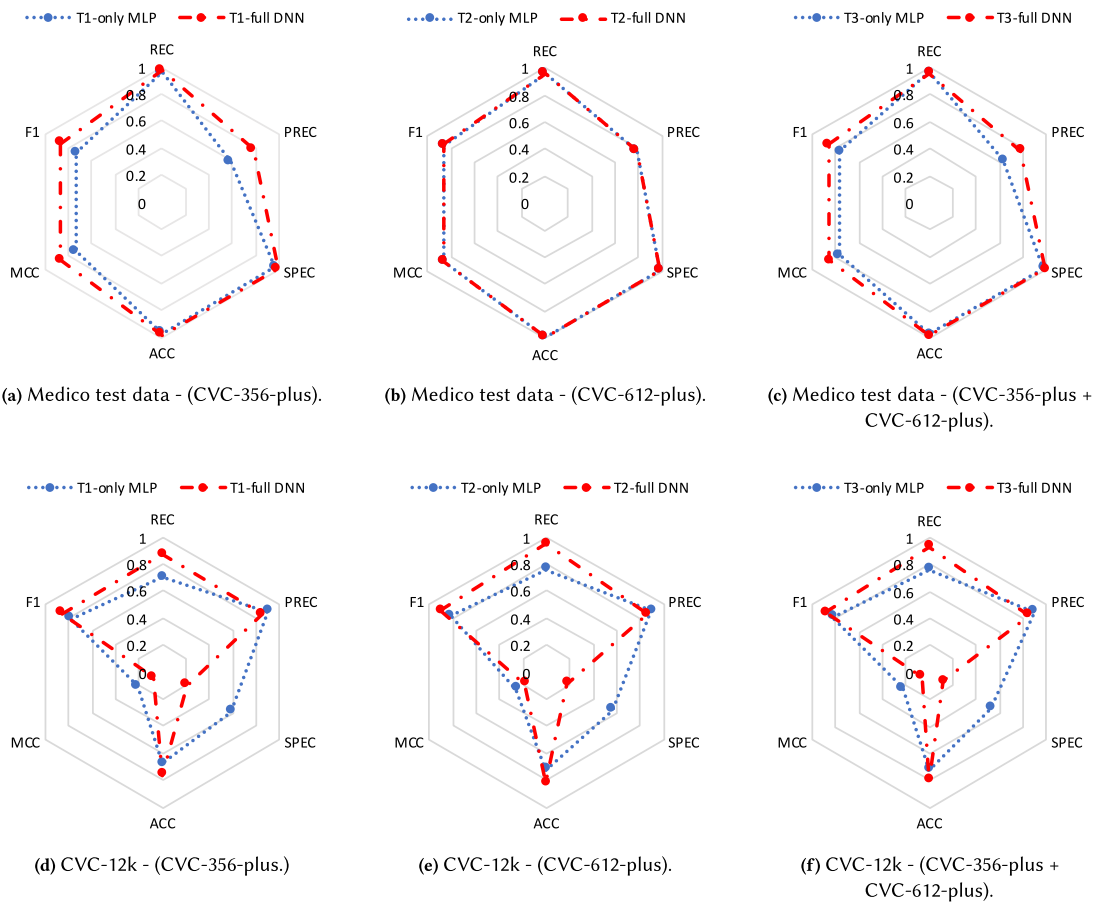 T1-only MLP T1-full DNN
REC
1
0.8
0.6
0.4
0.2
0
F1
PREC
MCC
SPEC
ACC
(a) Medico test data - (CVC-356-plus).
T2-only MLP T2-full DNN
REC
1
0.8
0.6
0.4
0.2
0
F1
PREC
MCC
SPEC
ACC
(b) Medico test data - (CVC-612-plus).
T3-only MLP T3-full DNN
REC
1
0.8
0.6
0.4
0.2
0
F1
PREC
MCC
SPEC
ACC
(c) Medico test data - (CVC-356-plus +
CVC-612-plus).
T1-only MLP T1-full DNN
REC
1
0.8
0.6
0.4
0.2
0
F1
PREC
MCC
SPEC
ACC
(d) CVC-12k - (CVC-356-plus.)
T2-only MLP T2-full DNN
REC
1
0.8
0.6
0.4
0.2
0
F1
PREC
MCC
SPEC
ACC
(e) CVC-12k - (CVC-612-plus).
T3-only MLP T3-full DNN
REC
1
0.8
0.6
0.4
0.2
0
F1
PREC
MCC
SPEC
ACC
(f) CVC-12k - (CVC-356-plus +
CVC-612-plus).